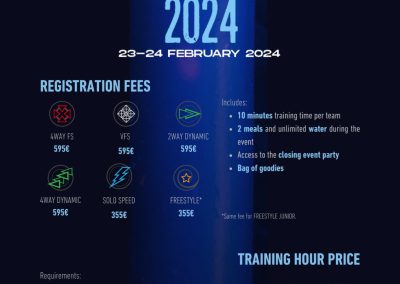 2024
23–24 FEBRUARY 2024
REGISTRATION FEES
4WAY FS
595€
VFS
595€
2WAY DYNAMIC
595€
4WAY DYNAMIC
595€
SOLO SPEED
355€
FREESTYLE*
355€
Includes:
• 10 minutes training time per team
• 2 meals and unlimited water during the
event
• Access to the closing event party
• Bag of goodies
*Same fee for FREESTYLE JUNIOR.
TRAINING HOUR PRICE
Requirements: